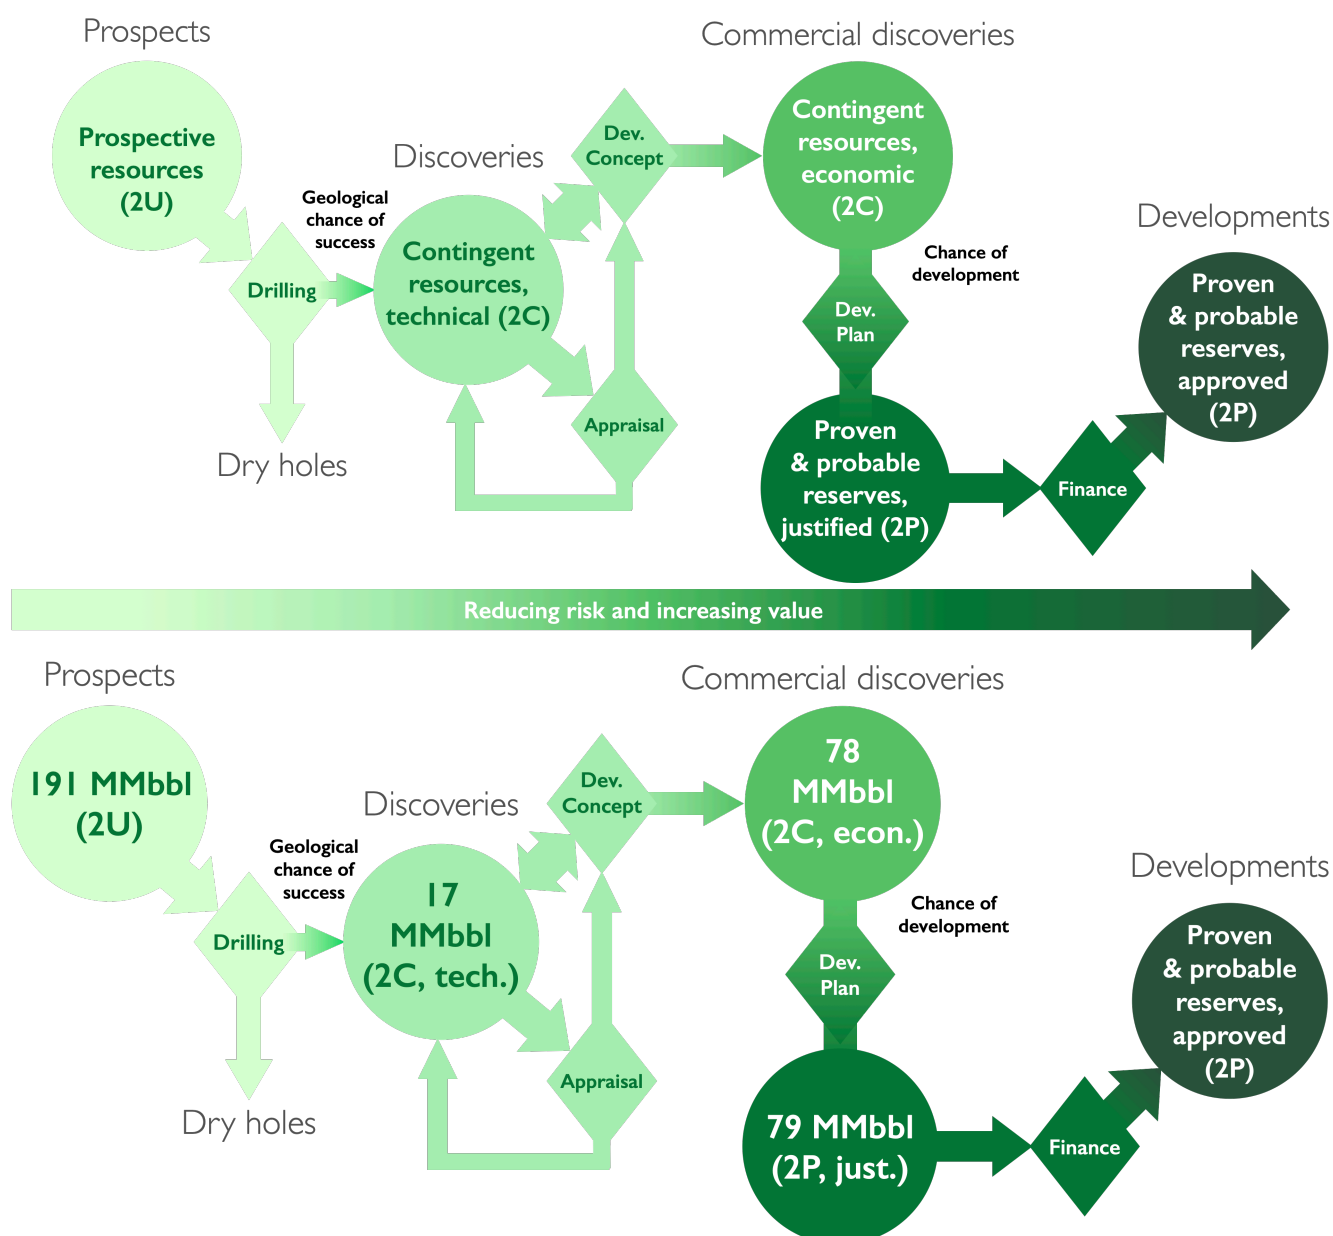 Prospects
Commercial discoveries
Prospective
resources
(2U)
Discoveries
Dev.
Concept
Contingent
resources,
economic
(2C)
Geological
chance of
success
Developments
Drilling
Contingent
resources,
technical (2C)
Chance of
development
Dev.
Plan
Proven
& probable
reserves,
approved
(2P)
Dry holes
Appraisal
Proven
& probable
reserves,
justified (2P)
Finance
Reducing risk and increasing value
Prospects
Commercial discoveries
191 MMbbl
(2U)
Discoveries
Dev.
Concept
78
MMbbl
(2C, econ.)
Geological
chance of
success
Developments
Drilling
17
MMbbl
(2C, tech.)
Chance of
development
Dev.
Plan
Proven
& probable
reserves,
approved
(2P)
Dry holes
Appraisal
79 MMbbl
(2P, just.)
Finance